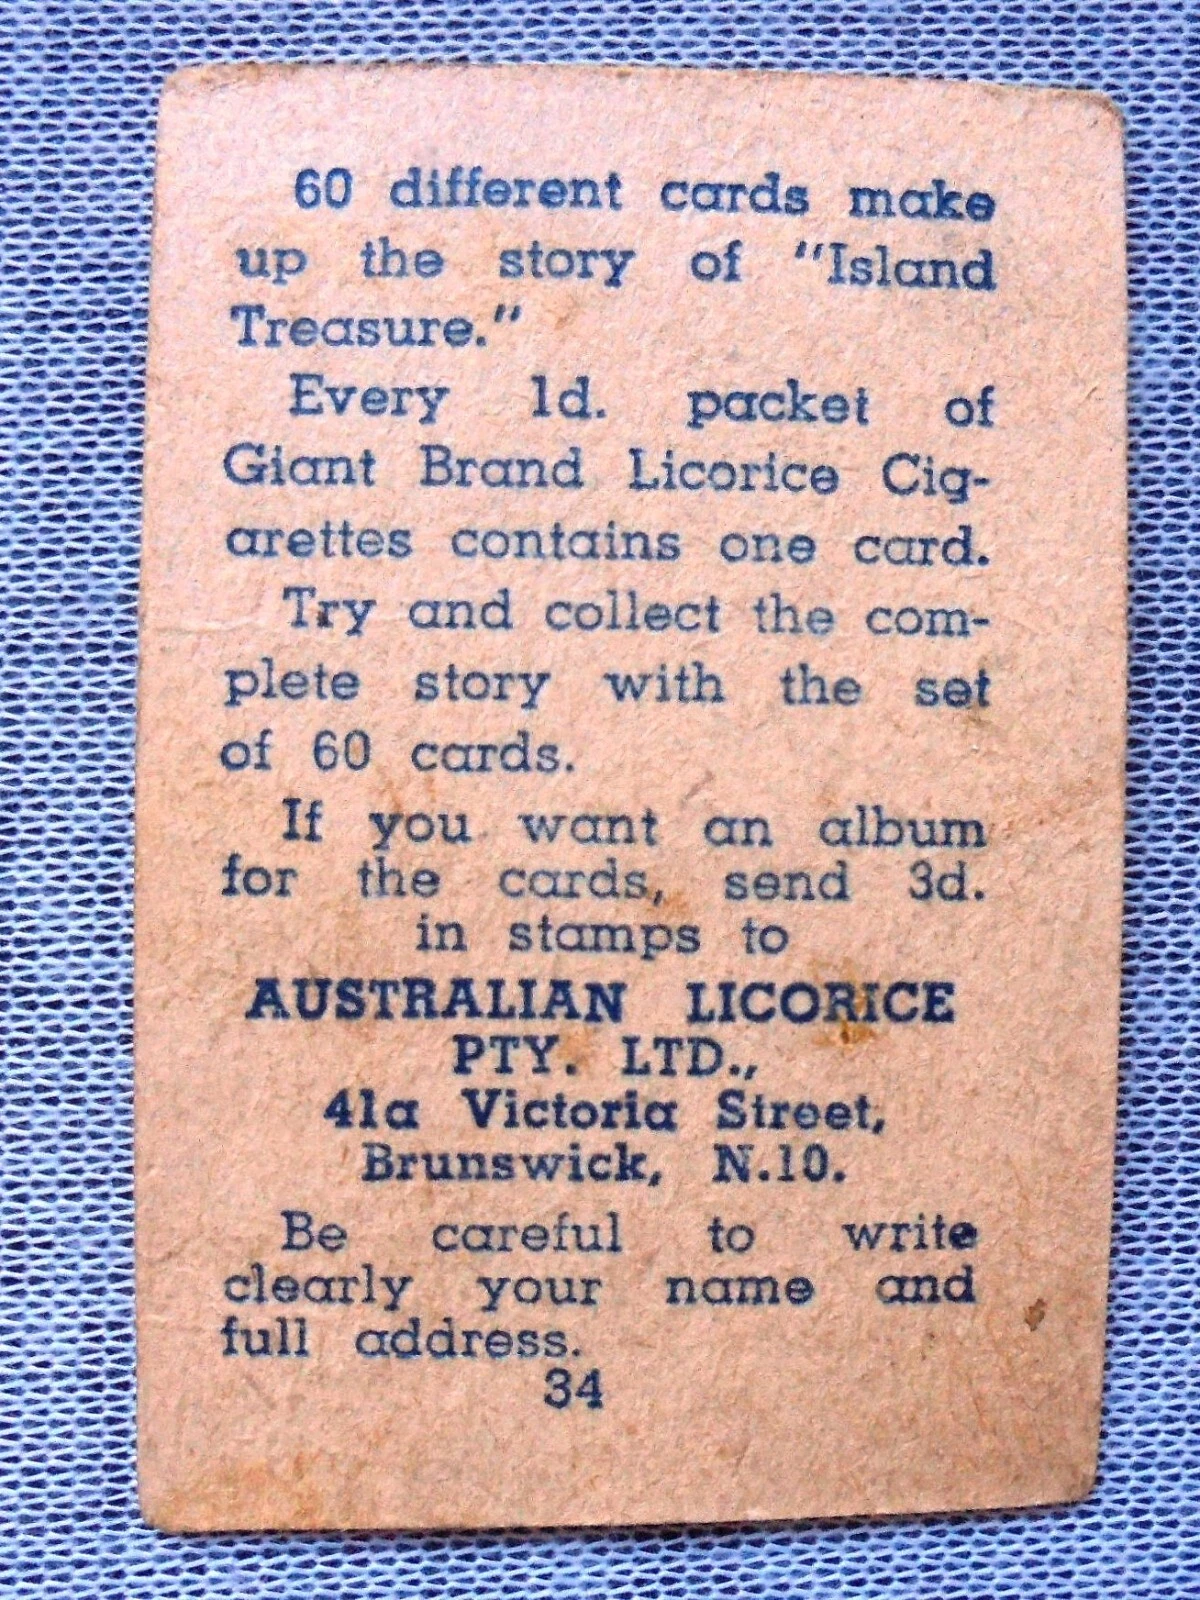 60 different cards make
up the story of "Island
Treasure."
Every 1d. packet of
Giant Brand Licorice Cig-
arettes contains one card.
Try and collect the com-
plete story with the set
of 60 cards.
If you want an album
for the cards, send 3d.
in stamps to
AUSTRALIAN LICORICE
PTY. LTD.,
41a Victoria Street,
Brunswick, N.10.
Be careful to write
clearly your name and
full address.
34